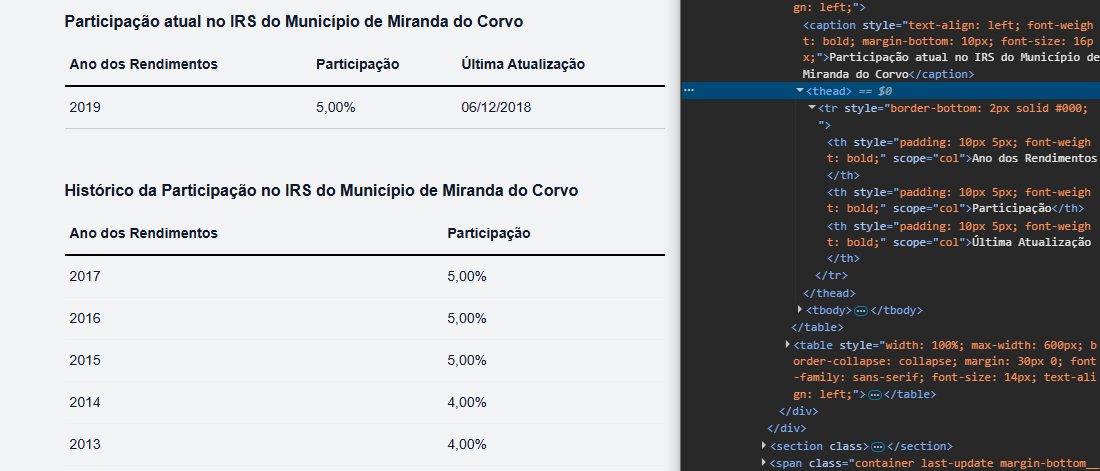 Participação atual no IRS do Município de Miranda do Corvo
Ano dos Rendimentos Participação Última Atualização
2019 5,00% 06/12/2018
Histórico da Participação no IRS do Município de Miranda do Corvo
Ano dos Rendimentos Participação
2017 5,00%
2016 5,00%
2015 5,00%
2014 4,00%
2013 4,00%
gn: left;">
<caption style="text-align: left; font-weigh
t: bold; margin-bottom: 10px; font-size: 16p
x;">Participação atual no IRS do Município de
Miranda do Corvo</caption>
<thead> == $0
<tr style="border-bottom: 2px solid #000;
">
<th style="padding: 10px 5px; font-weigh
t: bold;" scope="col">Ano dos Rendimentos
</th>
<th style="padding: 10px 5px; font-weigh
t: bold;" scope="col">Participação</th>
<th style="padding: 10px 5px; font-weigh
t: bold;" scope="col">Última Atualização
</th>
</tr>
</thead>
<tbody>…</tbody>
</table>
<table style="width: 100%; max-width: 600px; b
order-collapse: collapse; margin: 30px 0; font
-family: sans-serif; font-size: 14px; text-ali
gn: left;">…</table>
</div>
</div>
<section class>…</section>
<span class="container last-update margin-bottom__